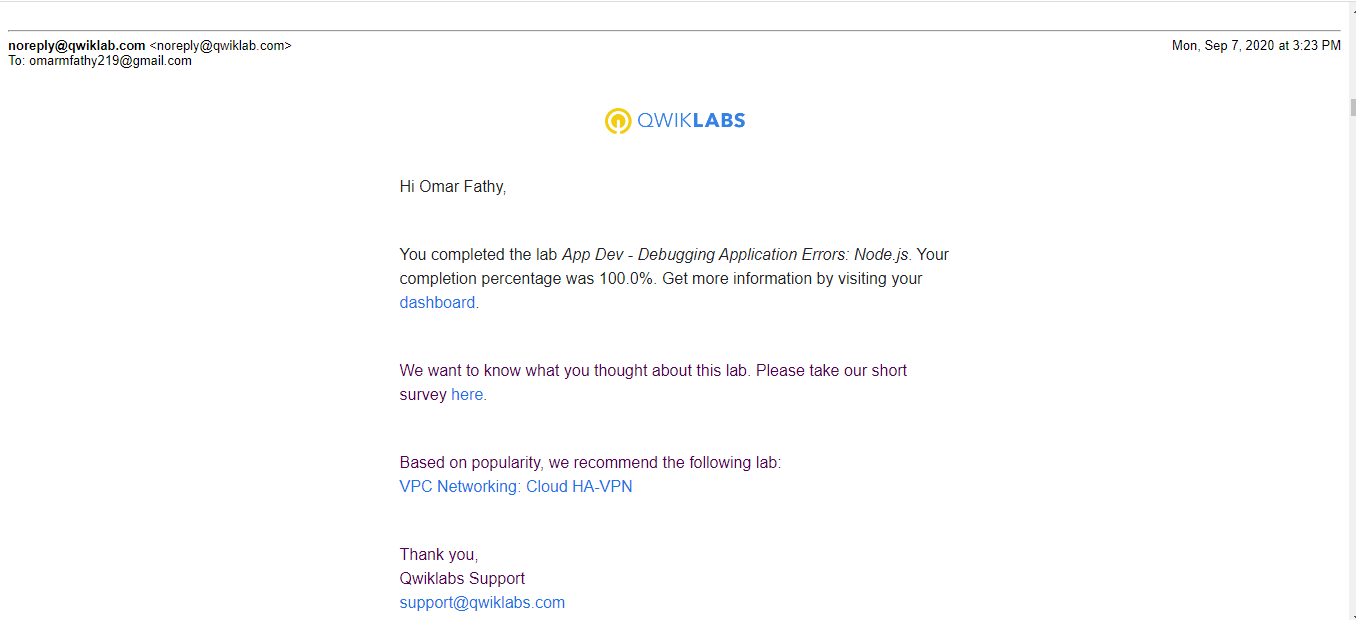 noreply@qwiklab.com <noreply@qwiklab.com>
Mon, Sep 7, 2020 at 3:23 PM
To: omarmfathy219@gmail.com
QWIKLABS
Hi Omar Fathy,
You completed the lab App Dev - Debugging Application Errors: Node.js. Your
completion percentage was 100.0%. Get more information by visiting your
dashboard.
We want to know what you thought about this lab. Please take our short
survey here.
Based on popularity, we recommend the following lab:
VPC Networking: Cloud HA-VPN
Thank you,
Qwiklabs Support
support@qwiklabs.com